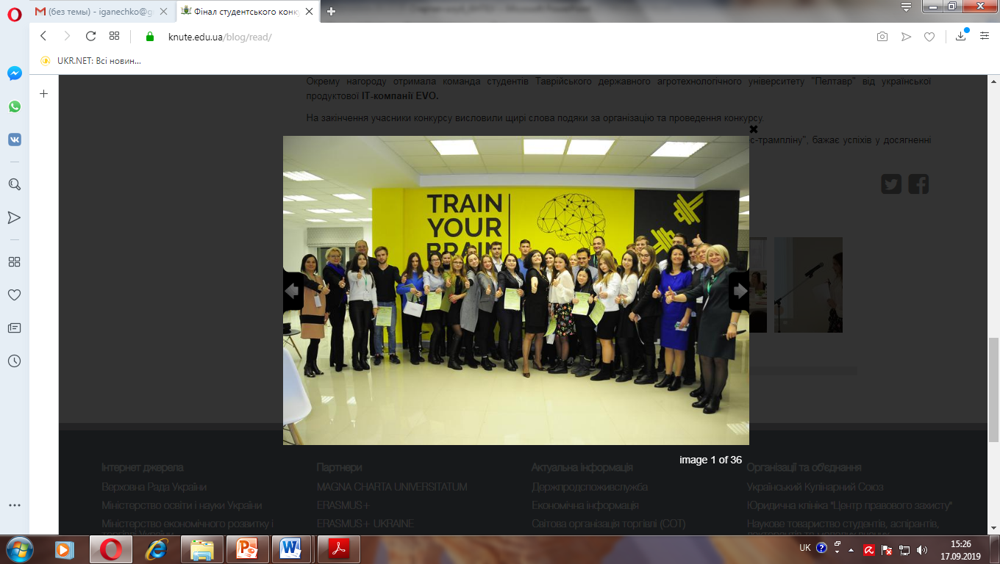 (без темы) - iganechko@g
Фінал студентського конку
knute.edu.ua/blog/read/
UKR.NET: Всі новин...
Окрему нагороду отримала команда студентів Таврійського державного агротехнологічного університету "Пелтавр" від української
продуктової ІТ-компанії EVO.
На закінчення учасники конкурсу висловили щирі слова подяки за організацію та проведення конкурсу.
с-трампліну", бажає успіхів у досягненні
TRAIN
YOUR
BRAIN
image 1 of 36
Інтернет джерела
Верховна Рада України
Міністерство освіти і науки України
Міністерство економічного розвитку і
торгівлі України
Партнери
MAGNA CHARTA UNIVERSITATUM
ERASMUS+
ERASMUS+ UKRAINE
Актуальна інформація
Держпродспоживслужба
Економічна інформація
Світова організація торгівлі (СОТ)
Організації та об'єднання
Український Кулінарний Союз
Юридична клініка "Центр правового захисту"
Наукове товариство студентів, аспірантів,
UK
15:26
17.09.2019